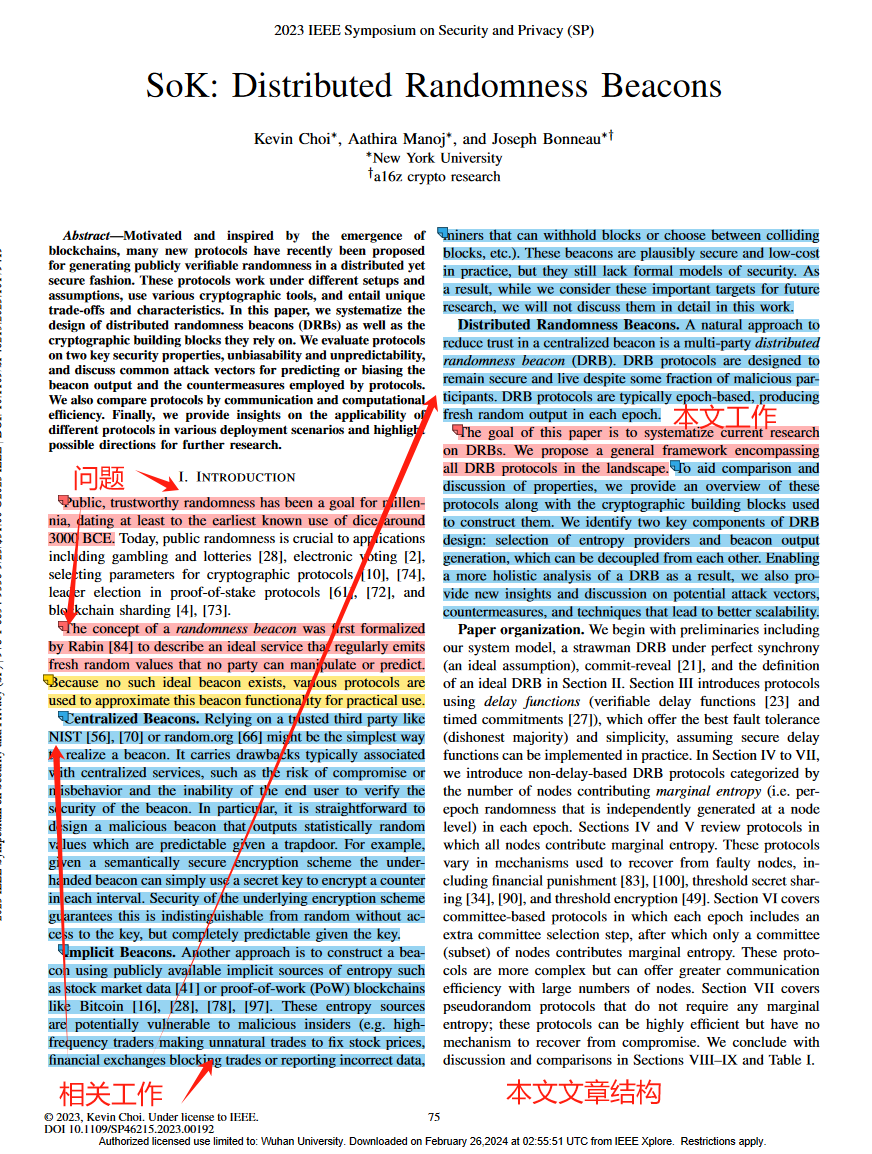 2023 IEEE Symposium on Security and Privacy (SP)
SoK: Distributed Randomness Beacons
Kevin Choi*, Aathira Manoj*, and Joseph Bonneau*†
*New York University
†a16z crypto research
Abstract—Motivated and inspired by the emergence of
blockchains, many new protocols have recently been proposed
for generating publicly verifiable randomness in a distributed yet
secure fashion. These protocols work under different setups and
assumptions, use various cryptographic tools, and entail unique
trade-offs and characteristics. In this paper, we systematize the
design of distributed randomness beacons (DRBs) as well as the
cryptographic building blocks they rely on. We evaluate protocols
on two key security properties, unbiasability and unpredictability,
and discuss common attack vectors for predicting or biasing
the beacon output and the countermeasures employed by protocols.
We also compare protocols by communication and computational
efficiency. Finally, we provide insights on the applicability of
different protocols in various deployment scenarios and highlight
possible directions for further research.
问题
I. INTRODUCTION
Public, trustworthy randomness has been a goal for millen-
nia, dating at least to the earliest known use of dice around
3000 BCE. Today, public randomness is crucial to applications
including gambling and lotteries [28], electronic voting [2],
selecting parameters for cryptographic protocols [10], [74],
leader election in proof-of-stake protocols [61], [72], and
blockchain sharding [4], [73].
The concept of a randomness beacon was first formalized
by Rabin [84] to describe an ideal service that regularly emits
fresh random values that no party can manipulate or predict.
Because no such ideal beacon exists, various protocols are
used to approximate this beacon functionality for practical use.
Centralized Beacons. Relying on a trusted third party like
NIST [56], [70] or random.org [66] might be the simplest way
to realize a beacon. It carries drawbacks typically associated
with centralized services, such as the risk of compromise or
misbehavior and the inability of the end user to verify the
security of the beacon. In particular, it is straightforward to
design a malicious beacon that outputs statistically random
values which are predictable given a trapdoor. For example,
given a semantically secure encryption scheme the under-
handed beacon can simply use a secret key to encrypt a counter
in each interval. Security of the underlying encryption scheme
guarantees this is indistinguishable from random without ac-
cess to the key, but completely predictable given the key.
Implicit Beacons. Another approach is to construct a bea-
con using publicly available implicit sources of entropy such
as stock market data [41] or proof-of-work (PoW) blockchains
like Bitcoin [16], [28], [78], [97]. These entropy sources
are potentially vulnerable to malicious insiders (e.g. high-
frequency traders making unnatural trades to fix stock prices,
financial exchanges blocking trades or reporting incorrect data,
相关工作
miners that can withhold blocks or choose between colliding
blocks, etc.). These beacons are plausibly secure and low-cost
in practice, but they still lack formal models of security. As
a result, while we consider these important targets for future
research, we will not discuss them in detail in this work.
Distributed Randomness Beacons. A natural approach to
reduce trust in a centralized beacon is a multi-party distributed
randomness beacon (DRB). DRB protocols are designed to
remain secure and live despite some fraction of malicious par-
ticipants. DRB protocols are typically epoch-based, producing
fresh random output in each epoch.
本文工作
The goal of this paper is to systematize current research
on DRBs. We propose a general framework encompassing
all DRB protocols in the landscape. To aid comparison and
discussion of properties, we provide an overview of these
protocols along with the cryptographic building blocks used
to construct them. We identify two key components of DRB
design: selection of entropy providers and beacon output
generation, which can be decoupled from each other. Enabling
a more holistic analysis of a DRB as a result, we also pro-
vide new insights and discussion on potential attack vectors,
countermeasures, and techniques that lead to better scalability.
Paper organization. We begin with preliminaries including
our system model, a strawman DRB under perfect synchrony
(an ideal assumption), commit-reveal [21], and the definition
of an ideal DRB in Section II. Section III introduces protocols
using delay functions (verifiable delay functions [23] and
timed commitments [27]), which offer the best fault tolerance
(dishonest majority) and simplicity, assuming secure delay
functions can be implemented in practice. In Section IV to VII,
we introduce non-delay-based DRB protocols categorized by
the number of nodes contributing marginal entropy (i.e. per-
epoch randomness that is independently generated at a node
level) in each epoch. Sections IV and V review protocols in
which all nodes contribute marginal entropy. These protocols
vary in mechanisms used to recover from faulty nodes, in-
cluding financial punishment [83], [100], threshold secret shar-
ing [34], [90], and threshold encryption [49]. Section VI covers
committee-based protocols in which each epoch includes an
extra committee selection step, after which only a committee
(subset) of nodes contributes marginal entropy. These proto-
cols are more complex but can offer greater communication
efficiency with large numbers of nodes. Section VII covers
pseudorandom protocols that do not require any marginal
entropy; these protocols can be highly efficient but have no
mechanism to recover from compromise. We conclude with
discussion and comparisons in Sections VIII–IX and Table I.
本文文章结构
© 2023, Kevin Choi. Under license to IEEE.
DOI 10.1109/SP46215.2023.00192
75
Authorized licensed use limited to: Wuhan University. Downloaded on February 26,2024 at 02:55:51 UTC from IEEE Xplore. Restrictions apply.